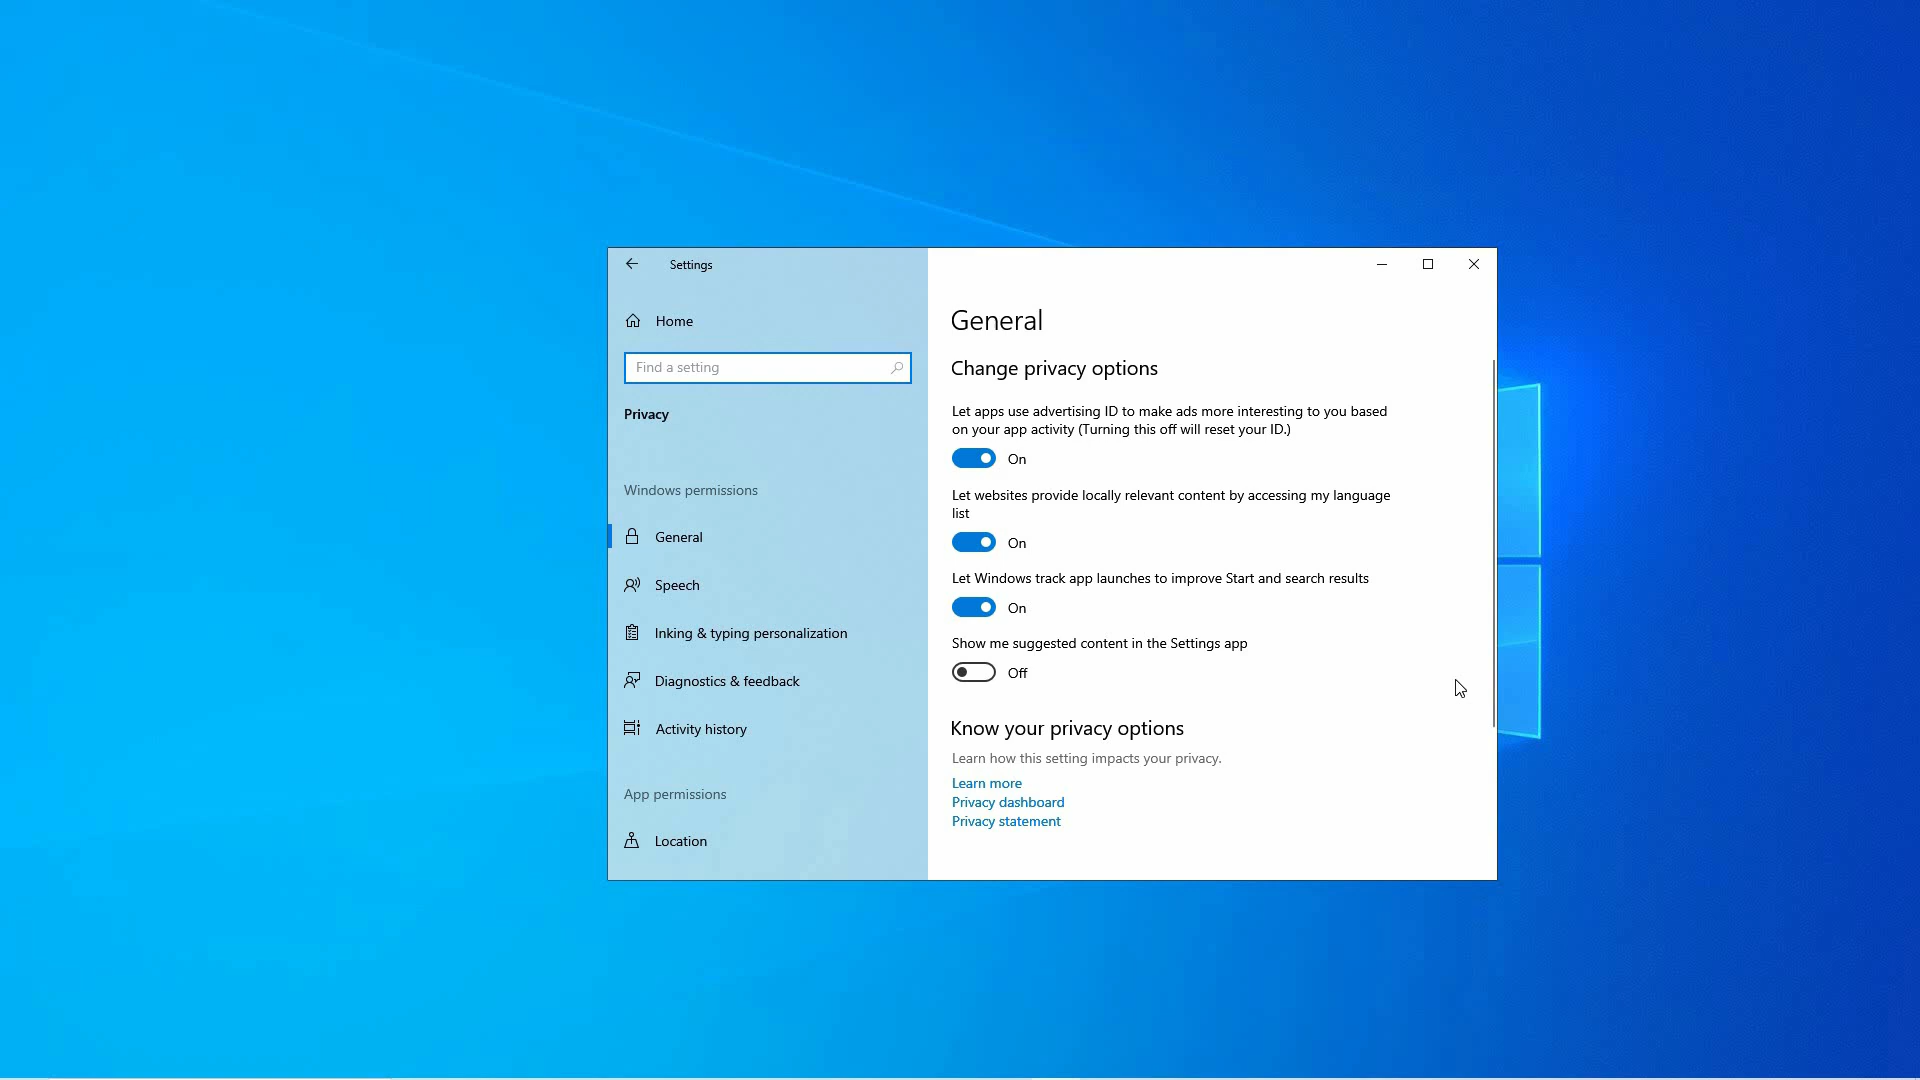 Settings
Home
Find a setting
Privacy
Windows permissions
General
Speech
Inking & typing personalization
Diagnostics & feedback
Activity history
App permissions
Location
General
Change privacy options
Let apps use advertising ID to make ads more interesting to you based
on your app activity (Turning this off will reset your ID.)
On
Let websites provide locally relevant content by accessing my language
list
On
Let Windows track app launches to improve Start and search results
On
Show me suggested content in the Settings app
Off
Know your privacy options
Learn how this setting impacts your privacy.
Learn more
Privacy dashboard
Privacy statement